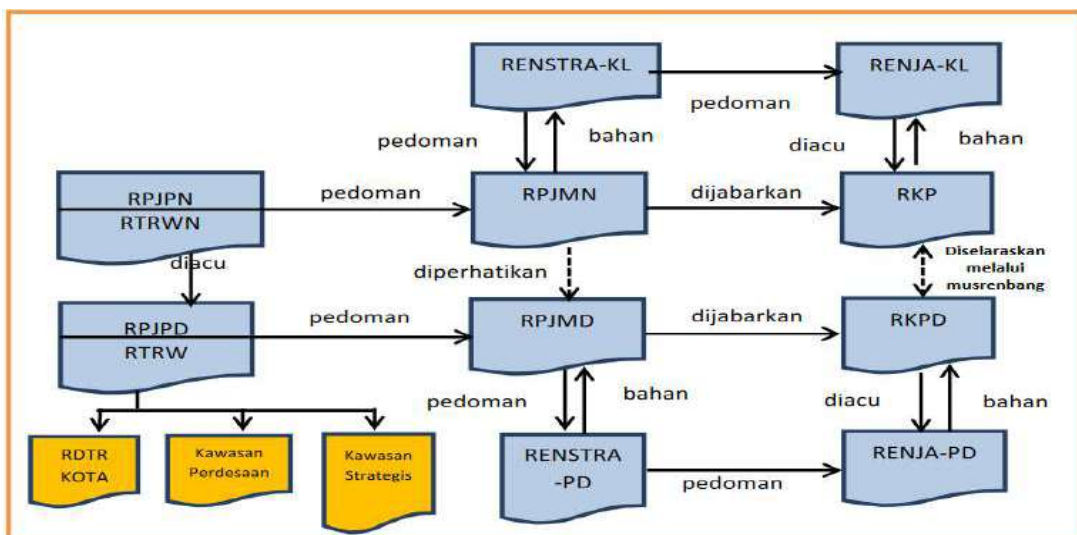 RENSTRA-KL
RENJA-KL
pedoman
pedoman
bahan
diacu
bahan
RPJPN
RTRWN
pedoman
RPJMN
dijabarkan
RKP
diacu
diperhatikan
Diselaraskan
melalui
musrenbang
RPJPD
RTRW
pedoman
RPJMD
dijabarkan
RKPD
pedoman
bahan
diacu
bahan
RDTR
KOTA
Kawasan
Perdesaan
Kawasan
Strategis
RENSTRA
-PD
pedoman
RENJA-PD